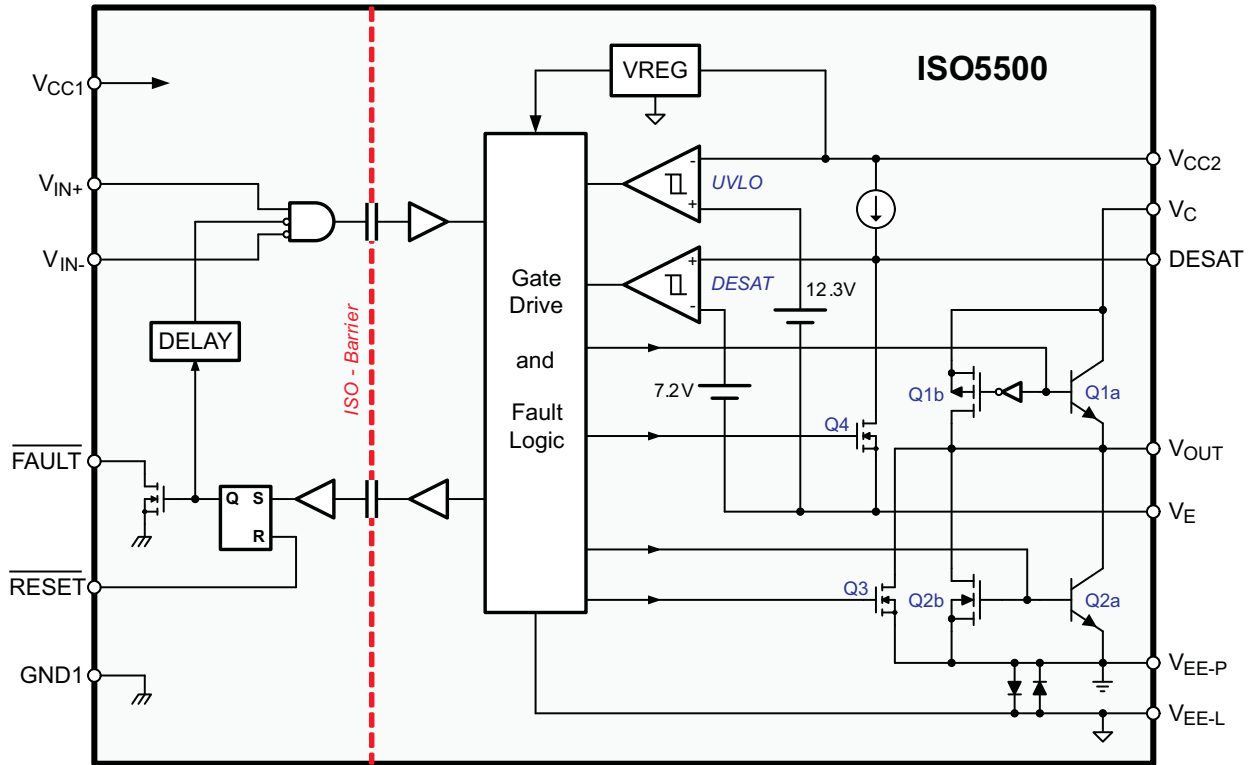 ISO5500
VREG
VCC1
VIN+
VIN-
UVLO
VCC2
VC
DESAT
DESAT
12.3V
Gate
Drive
and
Fault
Logic
DELAY
ISO - Barrier
7.2V
Q1b
Q1a
Q4
FAULT
VOUT
Q
S
R
VE
RESET
Q3
Q2b
Q2a
GND1
VEE-P
VEE-L
-
+
+
-